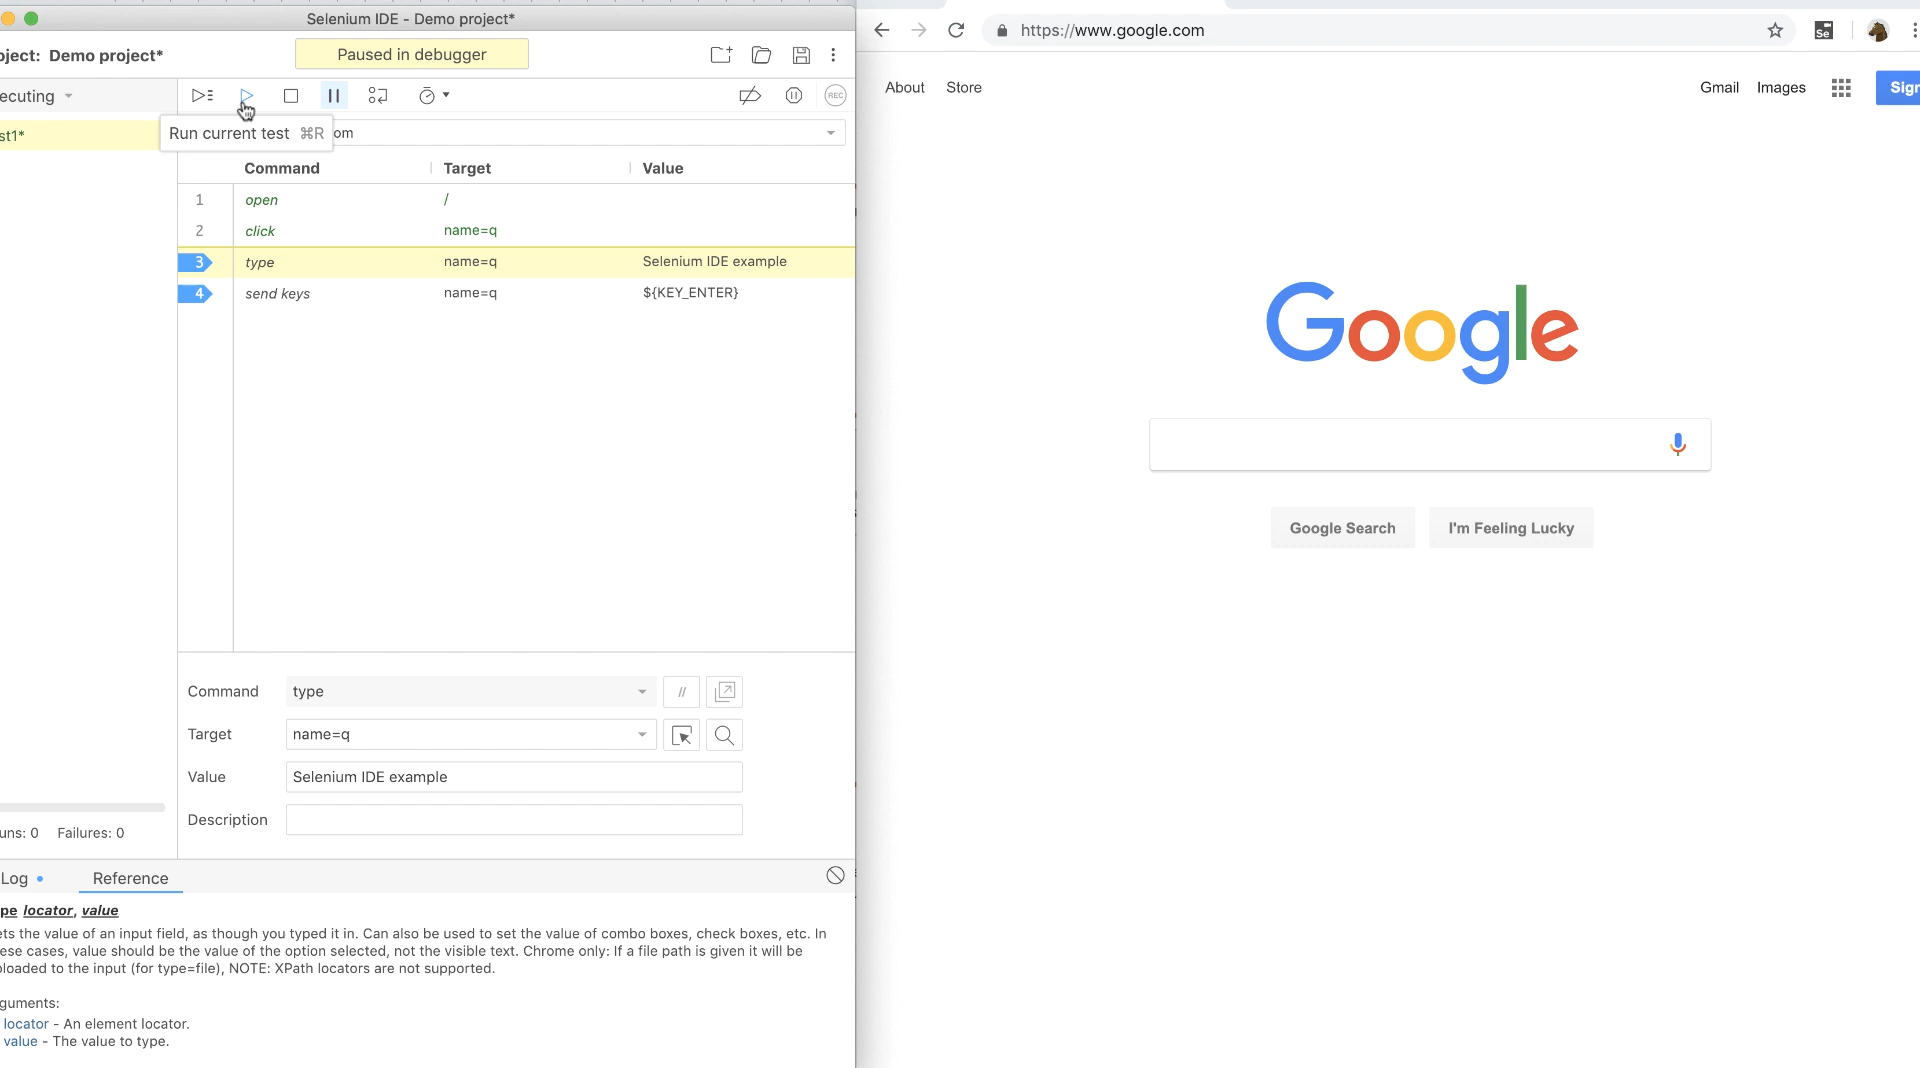 Selenium IDE - Demo project*
oject: Demo project*
Paused in debugger
ecuting
REC
st1*
Run current test ⌘R
om
Command Target Value
1 open /
2 click name=q
3 type name=q Selenium IDE example
4 send keys name=q ${KEY_ENTER}
Command type //
Target name=q
Value Selenium IDE example
Description
uns: 0 Failures: 0
Log Reference
pe locator, value
ets the value of an input field, as though you typed it in. Can also be used to set the value of combo boxes, check boxes, etc. In
ese cases, value should be the value of the option selected, not the visible text. Chrome only: If a file path is given it will be
loaded to the input (for type=file), NOTE: XPath locators are not supported.
guments:
locator - An element locator.
value - The value to type.
https://www.google.com
Se
About Store
Gmail Images Sign
Google
Google Search I'm Feeling Lucky